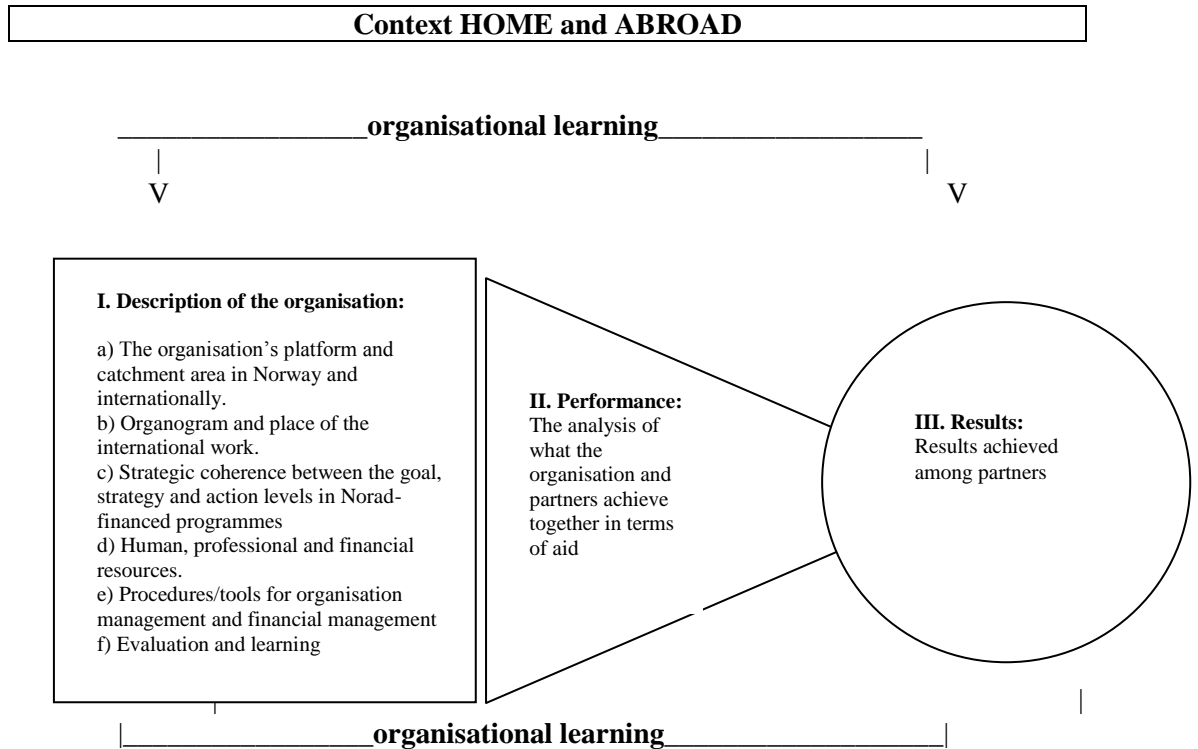 Context HOME and ABROAD
_________________organisational learning__________________
| |
V V
I. Description of the organisation:
a) The organisation’s platform and
catchment area in Norway and
internationally.
b) Organogram and place of the
international work.
c) Strategic coherence between the goal,
strategy and action levels in Norad-
financed programmes
d) Human, professional and financial
resources.
e) Procedures/tools for organisation
management and financial management
f) Evaluation and learning
II. Performance:
The analysis of
what the
organisation and
partners achieve
together in terms
of aid
III. Results:
Results achieved
among partners
|_________________organisational learning___________________|